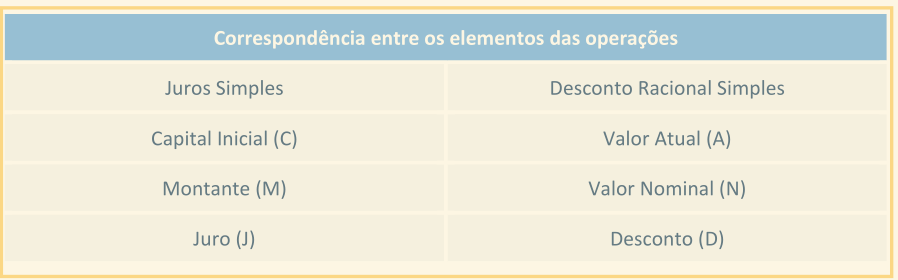 Correspondência entre os elementos das operações
Juros Simples Desconto Racional Simples
Capital Inicial (C) Valor Atual (A)
Montante (M) Valor Nominal (N)
Juro (J) Desconto (D)